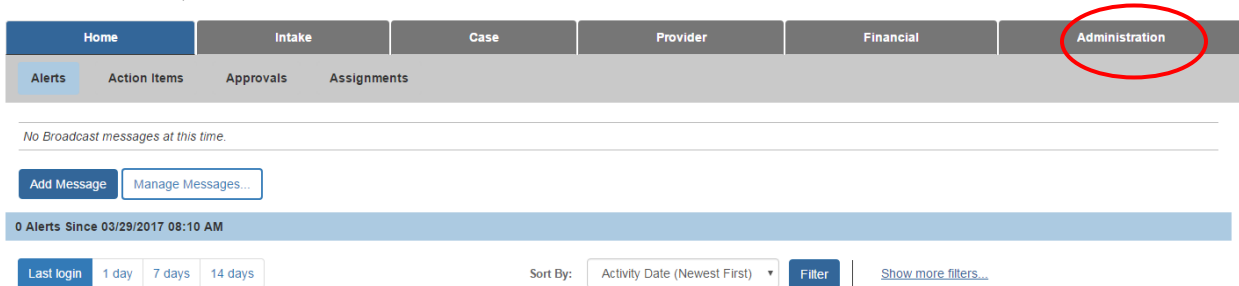 Home Intake Case Provider Financial Administration
Alerts Action Items Approvals Assignments
No Broadcast messages at this time.
Add Message Manage Messages...
0 Alerts Since 03/29/2017 08:10 AM
Last login 1 day 7 days 14 days Sort By: Activity Date (Newest First) Filter Show more filters...